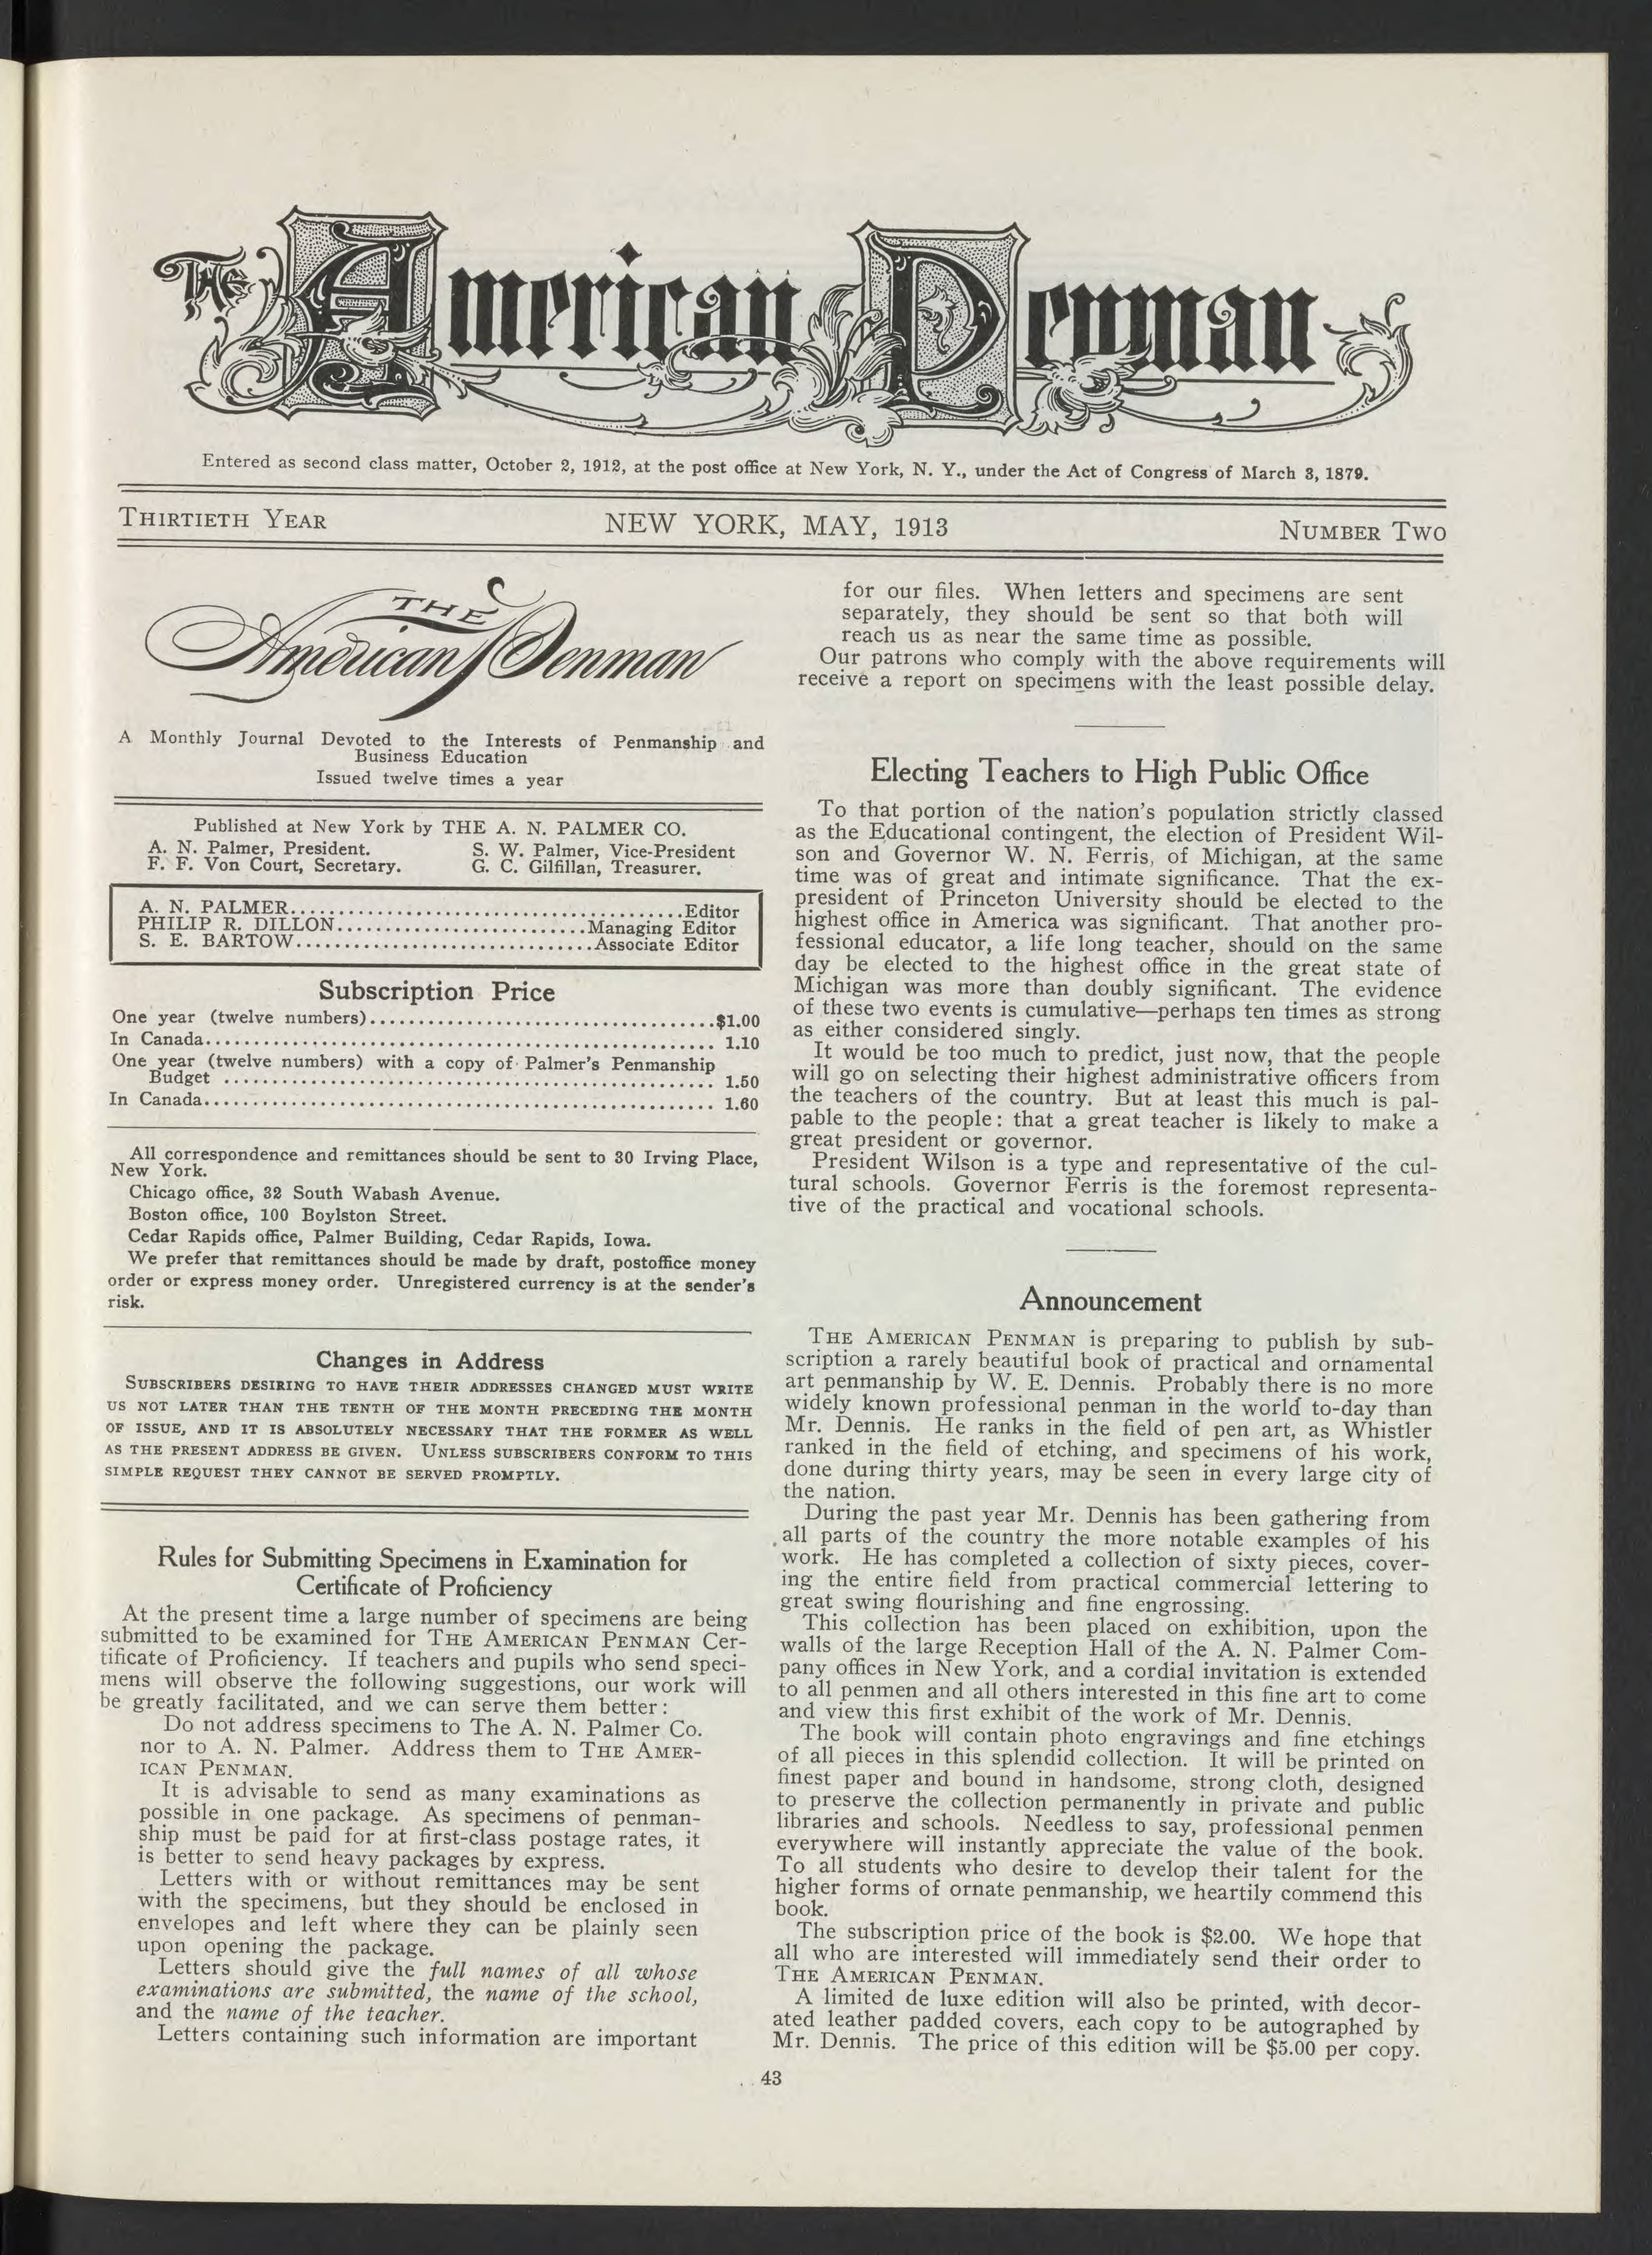 THE American Penman
Entered as second class matter, October 2, 1912, at the post office at New York, N. Y., under the Act of Congress of March 3, 1879.
THIRTIETH YEAR NEW YORK, MAY, 1913 NUMBER TWO
THE
American Penman
A Monthly Journal Devoted to the Interests of Penmanship and
Business Education
Issued twelve times a year
Published at New York by THE A. N. PALMER CO.
A. N. Palmer, President. S. W. Palmer, Vice-President
F. F. Von Court, Secretary. G. C. Gilfillan, Treasurer.
A. N. PALMER..........................................Editor
PHILIP R. DILLON...........................Managing Editor
S. E. BARTOW................................Associate Editor
Subscription Price
One year (twelve numbers)......................................$1.00
In Canada........................................................ 1.10
One year (twelve numbers) with a copy of Palmer's Penmanship
Budget ...................................................... 1.50
In Canada........................................................ 1.60
All correspondence and remittances should be sent to 30 Irving Place,
New York.
Chicago office, 32 South Wabash Avenue.
Boston office, 100 Boylston Street.
Cedar Rapids office, Palmer Building, Cedar Rapids, Iowa.
We prefer that remittances should be made by draft, postoffice money
order or express money order. Unregistered currency is at the sender's
risk.
Changes in Address
SUBSCRIBERS DESIRING TO HAVE THEIR ADDRESSES CHANGED MUST WRITE
US NOT LATER THAN THE TENTH OF THE MONTH PRECEDING THE MONTH
OF ISSUE, AND IT IS ABSOLUTELY NECESSARY THAT THE FORMER AS WELL
AS THE PRESENT ADDRESS BE GIVEN. UNLESS SUBSCRIBERS CONFORM TO THIS
SIMPLE REQUEST THEY CANNOT BE SERVED PROMPTLY.
Rules for Submitting Specimens in Examination for
Certificate of Proficiency
At the present time a large number of specimens are being
submitted to be examined for THE AMERICAN PENMAN Cer-
tificate of Proficiency. If teachers and pupils who send speci-
mens will observe the following suggestions, our work will
be greatly facilitated, and we can serve them better:
Do not address specimens to The A. N. Palmer Co.
nor to A. N. Palmer. Address them to THE AMER-
ICAN PENMAN.
It is advisable to send as many examinations as
possible in one package. As specimens of penman-
ship must be paid for at first-class postage rates, it
is better to send heavy packages by express.
Letters with or without remittances may be sent
with the specimens, but they should be enclosed in
envelopes and left where they can be plainly seen
upon opening the package.
Letters should give the full names of all whose
examinations are submitted, the name of the school,
and the name of the teacher.
Letters containing such information are important
for our files. When letters and specimens are sent
separately, they should be sent so that both will
reach us as near the same time as possible.
Our patrons who comply with the above requirements will
receive a report on specimens with the least possible delay.
Electing Teachers to High Public Office
To that portion of the nation's population strictly classed
as the Educational contingent, the election of President Wil-
son and Governor W. N. Ferris, of Michigan, at the same
time was of great and intimate significance. That the ex-
president of Princeton University should be elected to the
highest office in America was significant. That another pro-
fessional educator, a life long teacher, should on the same
day be elected to the highest office in the great state of
Michigan was more than doubly significant. The evidence
of these two events is cumulative—perhaps ten times as strong
as either considered singly.
It would be too much to predict, just now, that the people
will go on selecting their highest administrative officers from
the teachers of the country. But at least this much is pal-
pable to the people: that a great teacher is likely to make a
great president or governor.
President Wilson is a type and representative of the cul-
tural schools. Governor Ferris is the foremost representa-
tive of the practical and vocational schools.
Announcement
THE AMERICAN PENMAN is preparing to publish by sub-
scription a rarely beautiful book of practical and ornamental
art penmanship by W. E. Dennis. Probably there is no more
widely known professional penman in the world to-day than
Mr. Dennis. He ranks in the field of pen art, as Whistler
ranked in the field of etching, and specimens of his work,
done during thirty years, may be seen in every large city of
the nation.
During the past year Mr. Dennis has been gathering from
all parts of the country the more notable examples of his
work. He has completed a collection of sixty pieces, cover-
ing the entire field from practical commercial lettering to
great swing flourishing and fine engrossing.
This collection has been placed on exhibition, upon the
walls of the large Reception Hall of the A. N. Palmer Com-
pany offices in New York, and a cordial invitation is extended
to all penmen and all others interested in this fine art to come
and view this first exhibit of the work of Mr. Dennis.
The book will contain photo engravings and fine etchings
of all pieces in this splendid collection. It will be printed on
finest paper and bound in handsome, strong cloth, designed
to preserve the collection permanently in private and public
libraries and schools. Needless to say, professional penmen
everywhere will instantly appreciate the value of the book.
To all students who desire to develop their talent for the
higher forms of ornate penmanship, we heartily commend this
book.
The subscription price of the book is $2.00. We hope that
all who are interested will immediately send their order to
THE AMERICAN PENMAN.
A limited de luxe edition will also be printed, with decor-
ated leather padded covers, each copy to be autographed by
Mr. Dennis. The price of this edition will be $5.00 per copy.
43